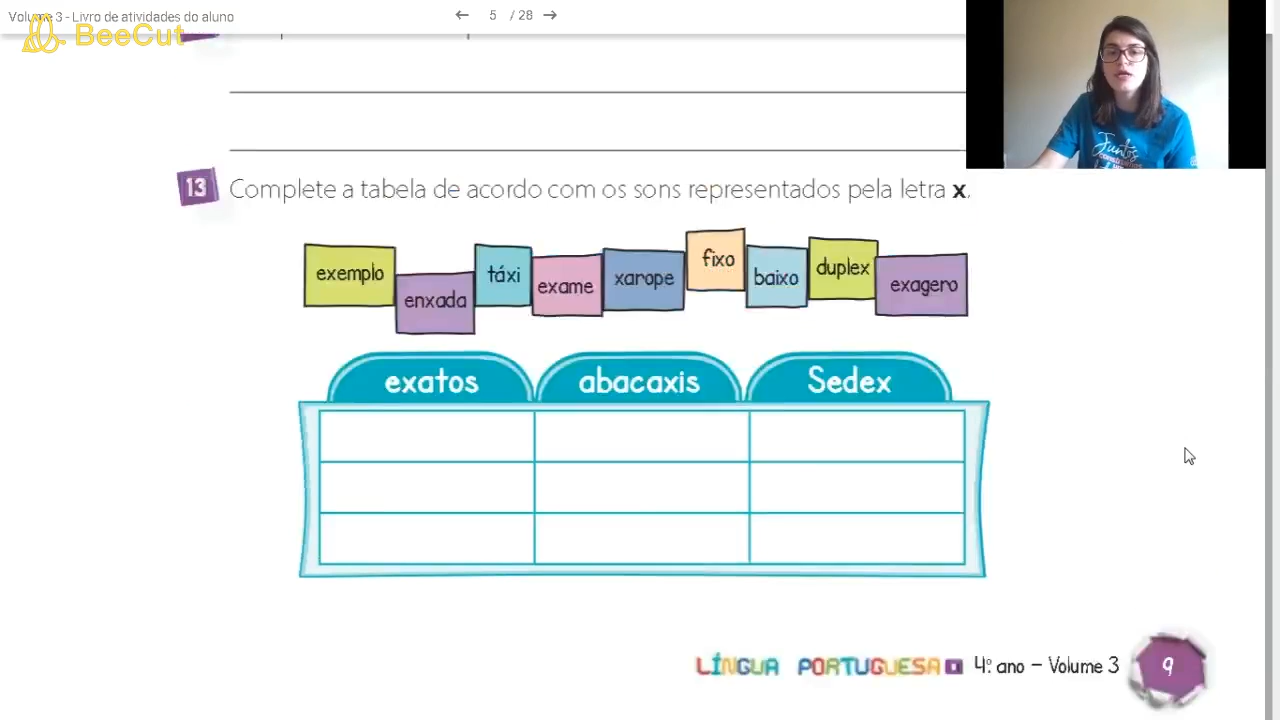 Volume 3 - Livro de atividades do aluno
5 / 28
BeeCut
13 Complete a tabela de acordo com os sons representados pela letra x.
exemplo enxada táxi exame xarope fixo baixo duplex exagero
exatos abacaxis Sedex
LÍNGUA PORTUGUESA 4º. ano – Volume 3 9
Juntos
construímos